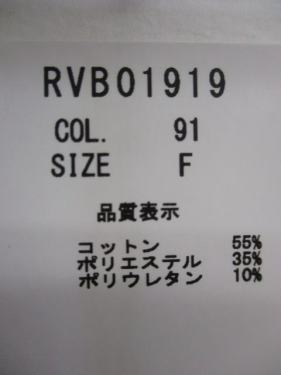 RVB01919
COL. 91
SIZE F
品質表示
コットン 55%
ポリエステル 35%
ポリウレタン 10%